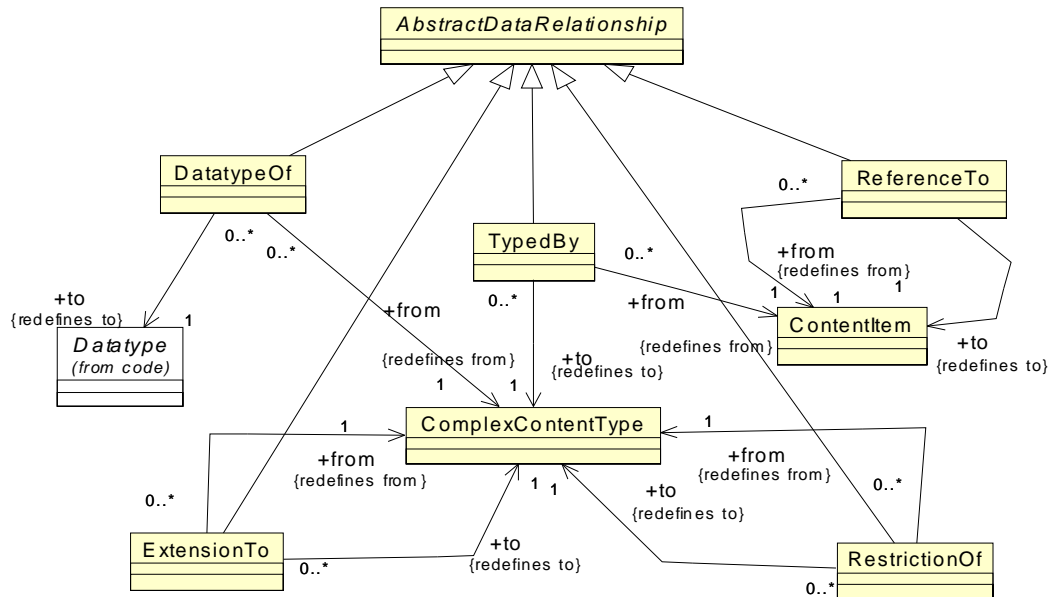 AbstractDataRelationship
DatatypeOf
ReferenceTo
0..*
0..*
0..*
TypedBy
0..*
0..*
+from
{redefines from}
1
1
1
+to
{redefines to}
1
+from
+from
ContentItem
Datatype
(from code)
{redefines from}
+to
{redefines to}
{redefines from}
+to
{redefines to}
1
1
ComplexContentType
1
1
+from
{redefines from}
+from
{redefines from}
1
1
+to
{redefines to}
0..*
0..*
ExtensionTo
+to
{redefines to}
0..*
RestrictionOf
0..*